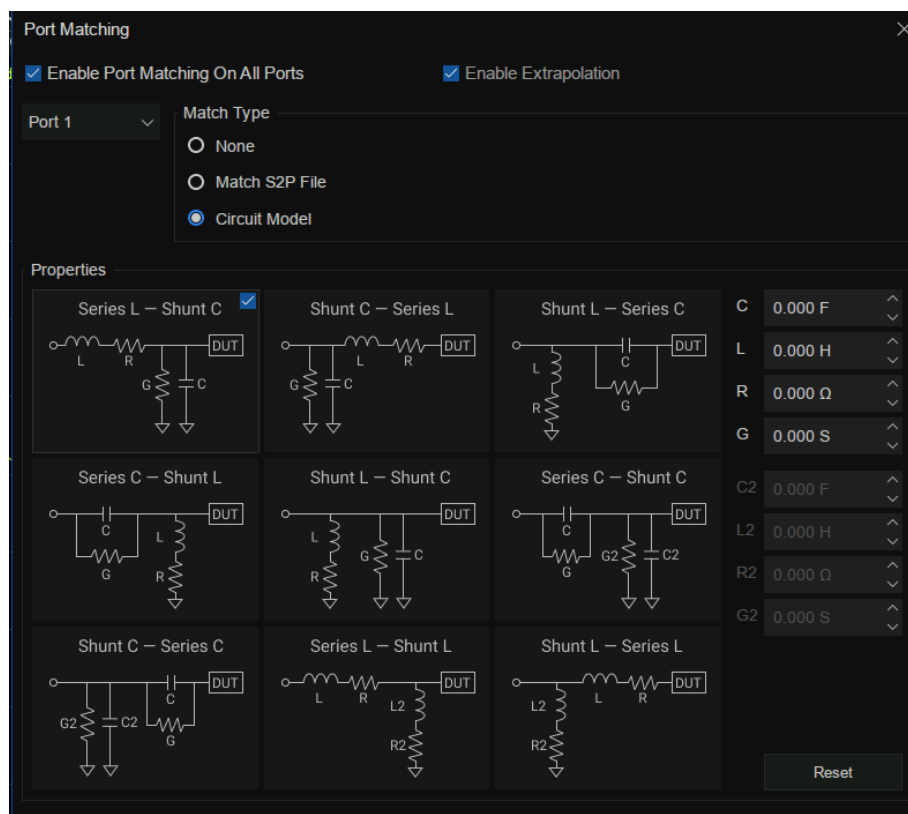 Port Matching
Enable Port Matching On All Ports
Enable Extrapolation
Port 1
Match Type
None
Match S2P File
Circuit Model
Properties
Series L — Shunt C
L
R
G
C
DUT
Shunt C — Series L
G
C
L
R
DUT
Shunt L — Series C
L
R
C
G
DUT
Series C — Shunt L
C
G
L
R
DUT
Shunt L — Shunt C
L
R
G
C
DUT
Series C — Shunt C
C
G
G2
C2
DUT
Shunt C — Series C
G2
C2
C
G
DUT
Series L — Shunt L
L
R
L2
R2
DUT
Shunt L — Series L
L2
R2
L
R
DUT
C 0.000 F
L 0.000 H
R 0.000 Ω
G 0.000 S
C2 0.000 F
L2 0.000 H
R2 0.000 Ω
G2 0.000 S
Reset